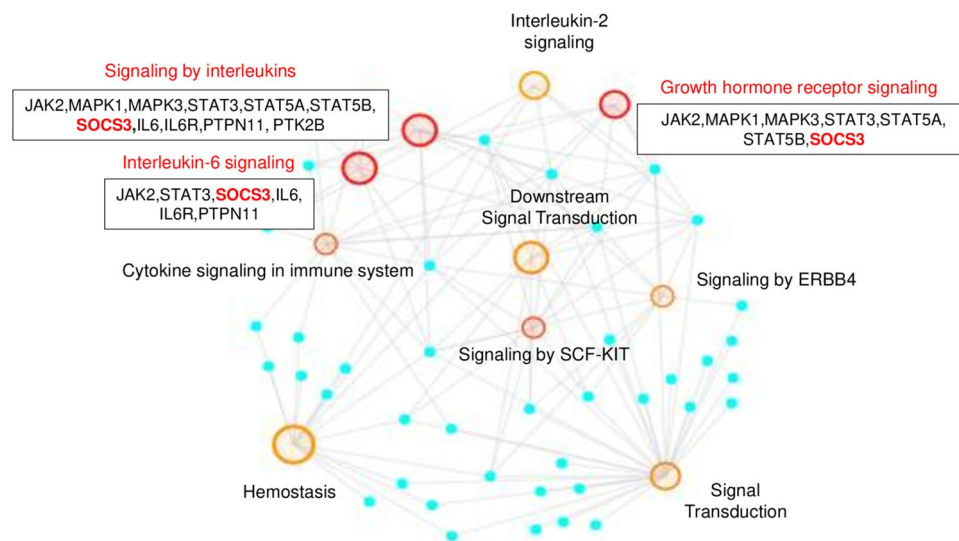 Interleukin-2
signaling
Signaling by interleukins
JAK2,MAPK1,MAPK3,STAT3,STAT5A,STAT5B,
SOCS3,IL6,IL6R,PTPN11, PTK2B
Growth hormone receptor signaling
JAK2,MAPK1,MAPK3,STAT3,STAT5A,
STAT5B,SOCS3
Interleukin-6 signaling
JAK2,STAT3,SOCS3,IL6,
IL6R,PTPN11
Downstream
Signal Transduction
Cytokine signaling in immune system
Signaling by ERBB4
Signaling by SCF-KIT
Hemostasis
Signal
Transduction